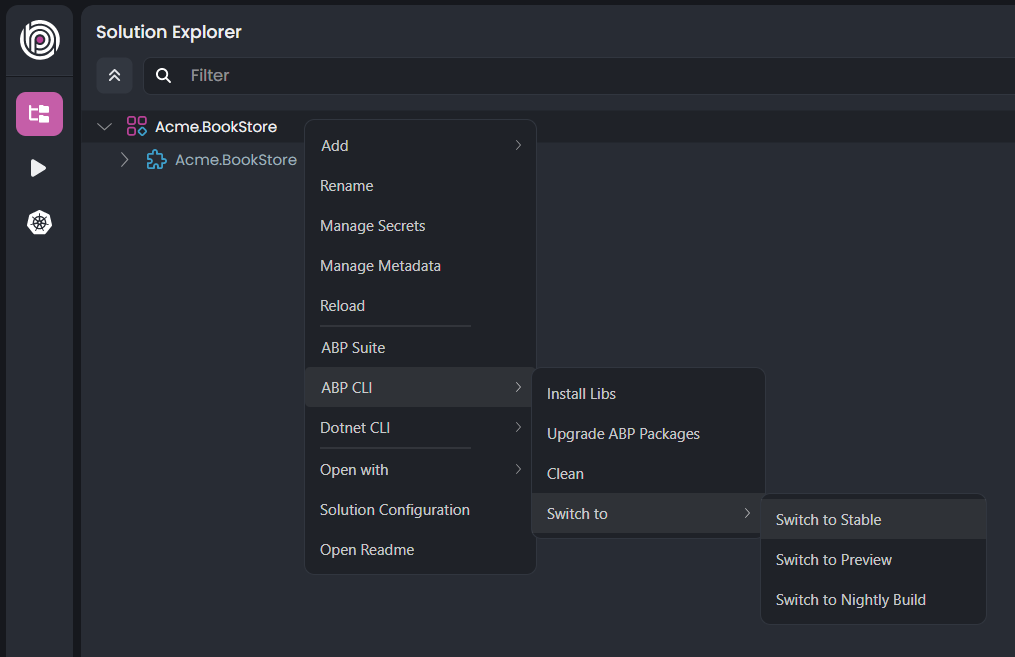 Solution Explorer
Filter
Acme.BookStore
Acme.BookStore
Add
Rename
Manage Secrets
Manage Metadata
Reload
ABP Suite
ABP CLI
Dotnet CLI
Open with
Solution Configuration
Open Readme
Install Libs
Upgrade ABP Packages
Clean
Switch to
Switch to Stable
Switch to Preview
Switch to Nightly Build